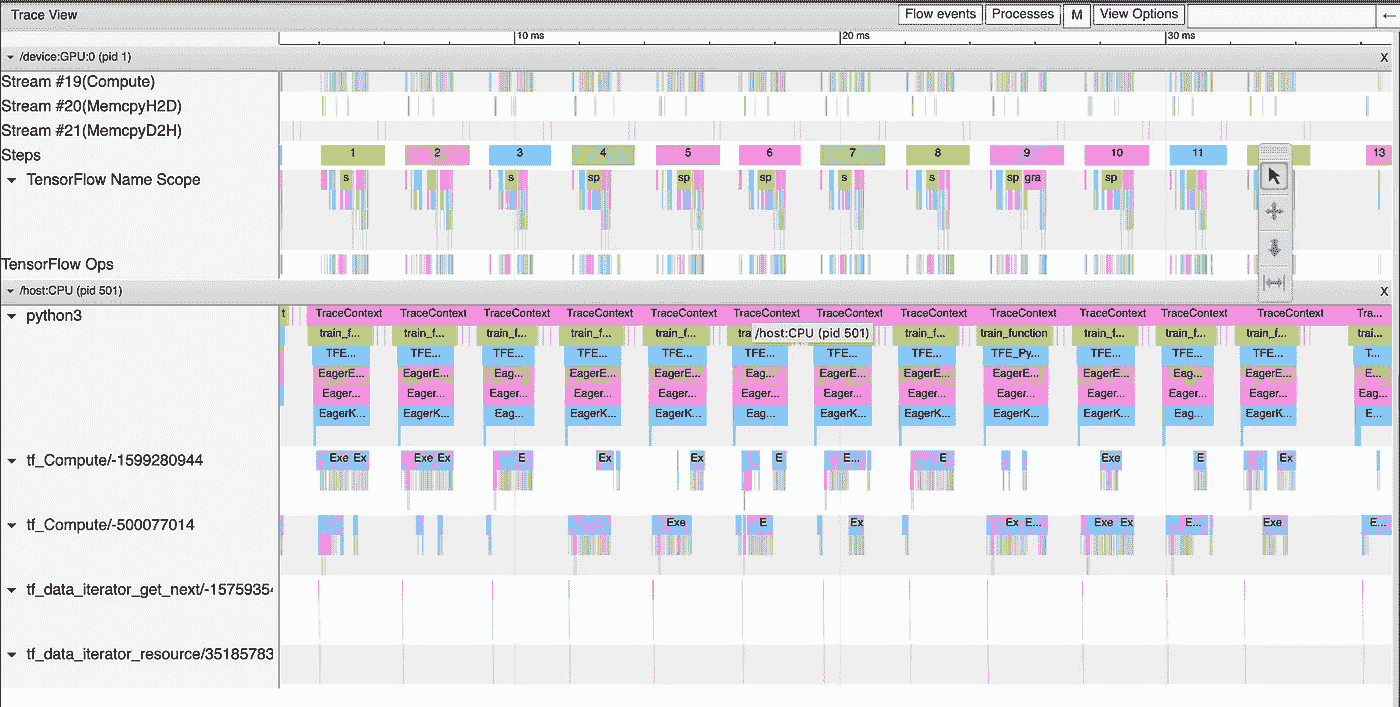 Trace View Flow events Processes M View Options ←
10 ms 20 ms 30 ms
/device:GPU:0 (pid 1) X
Stream #19(Compute)
Stream #20(MemcpyH2D)
Stream #21(MemcpyD2H)
Steps 1 2 3 4 5 6 7 8 9 10 11 13
TensorFlow Name Scope s s sp sp sp s s sp gra sp
TensorFlow Ops
/host:CPU (pid 501) X
python3 t TraceContext TraceContext TraceContext TraceContext TraceContext TraceContext TraceContext TraceContext TraceContext TraceContext TraceContext TraceContext Tra...
train_f... train_f... train_f... train_f... train_f... tra /host:CPU (pid 501) train_f... train_function train_f... train_f... train_f... trai...
TFE... TFE... TFE... TFE... TFE... TFE... TFE... TFE... TFE_Py... TFE... TFE... TFE... T...
EagerE... EagerE... Eag... EagerE... EagerE... Eag... EagerE... EagerE... EagerE... EagerE... Eag... EagerE... E...
Eager... Eager... Eag... Eager... Eager... Eag... Eager... Eager... Eager... Eager... Eag... Eager... Eag...
EagerK... EagerK... Eag... EagerK... EagerK... Eag... EagerK... EagerK... EagerK... EagerK... Eag... EagerK... E...
tf_Compute/-1599280944 Exe Ex Exe Ex E Ex Ex E E... E Exe E Ex
tf_Compute/-500077014 Exe E Ex Ex E... Exe Ex E... Exe E...
tf_data_iterator_get_next/-15759354
tf_data_iterator_resource/35185783